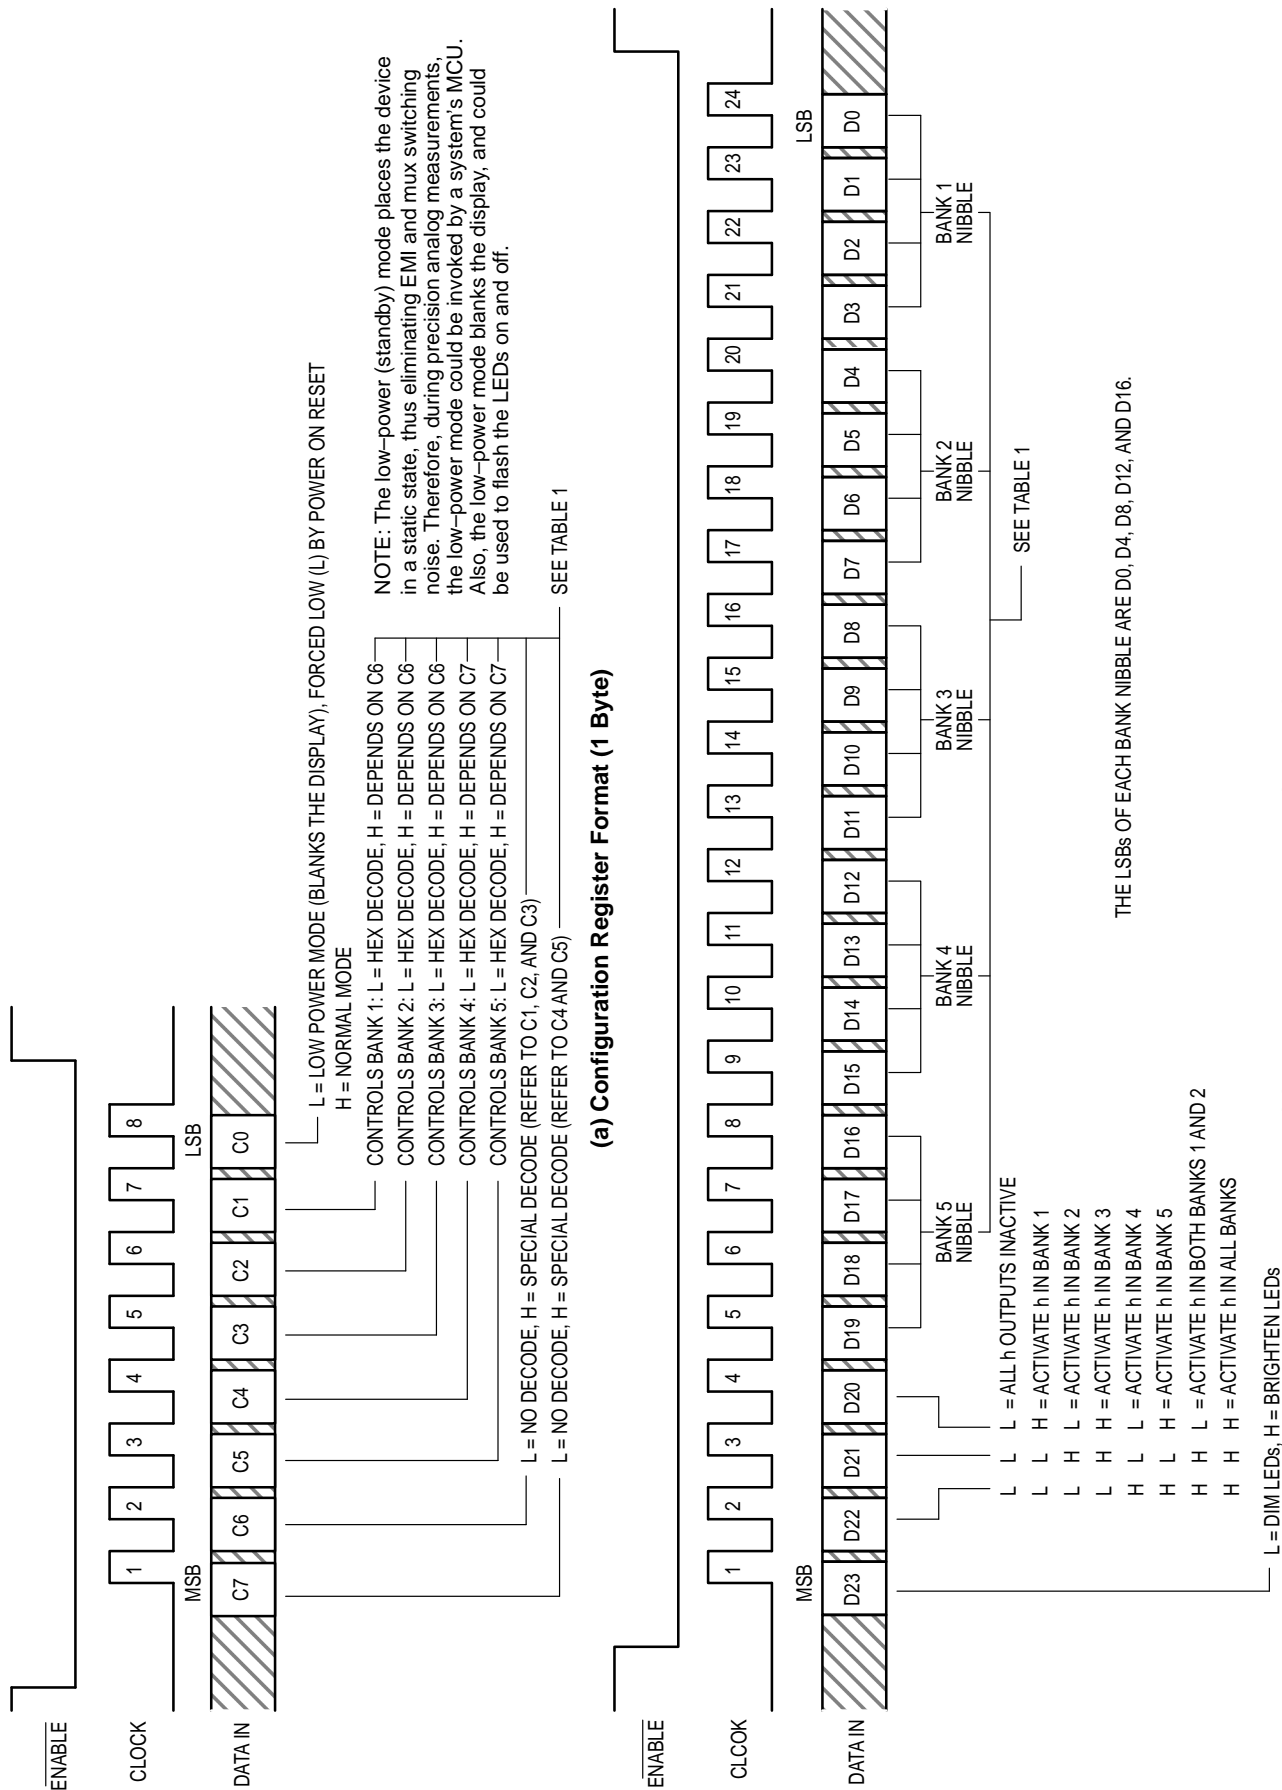 ENABLE
CLOCK
1 2 3 4 5 6 7 8
MSB LSB
DATA IN
C7 C6 C5 C4 C3 C2 C1 C0
L = LOW POWER MODE (BLANKS THE DISPLAY), FORCED LOW (L) BY POWER ON RESET
H = NORMAL MODE
CONTROLS BANK 1: L = HEX DECODE, H = DEPENDS ON C6
CONTROLS BANK 2: L = HEX DECODE, H = DEPENDS ON C6
CONTROLS BANK 3: L = HEX DECODE, H = DEPENDS ON C6
CONTROLS BANK 4: L = HEX DECODE, H = DEPENDS ON C7
CONTROLS BANK 5: L = HEX DECODE, H = DEPENDS ON C7
L = NO DECODE, H = SPECIAL DECODE (REFER TO C1, C2, AND C3)
L = NO DECODE, H = SPECIAL DECODE (REFER TO C4 AND C5)
SEE TABLE 1
NOTE: The low–power (standby) mode places the device
in a static state, thus eliminating EMI and mux switching
noise. Therefore, during precision analog measurements,
the low–power mode could be invoked by a system's MCU.
Also, the low–power mode blanks the display, and could
be used to flash the LEDs on and off.
(a) Configuration Register Format (1 Byte)
ENABLE
CLCOK
1 2 3 4 5 6 7 8 9 10 11 12 13 14 15 16 17 18 19 20 21 22 23 24
MSB LSB
DATA IN
D23 D22 D21 D20 D19 D18 D17 D16 D15 D14 D13 D12 D11 D10 D9 D8 D7 D6 D5 D4 D3 D2 D1 D0
BANK 5
NIBBLE
BANK 4
NIBBLE
BANK 3
NIBBLE
BANK 2
NIBBLE
BANK 1
NIBBLE
SEE TABLE 1
L L L = ALL h OUTPUTS INACTIVE
L L H = ACTIVATE h IN BANK 1
L H L = ACTIVATE h IN BANK 2
L H H = ACTIVATE h IN BANK 3
H L L = ACTIVATE h IN BANK 4
H L H = ACTIVATE h IN BANK 5
H H L = ACTIVATE h IN BOTH BANKS 1 AND 2
H H H = ACTIVATE h IN ALL BANKS
L = DIM LEDs, H = BRIGHTEN LEDs
THE LSBs OF EACH BANK NIBBLE ARE D0, D4, D8, D12, AND D16.